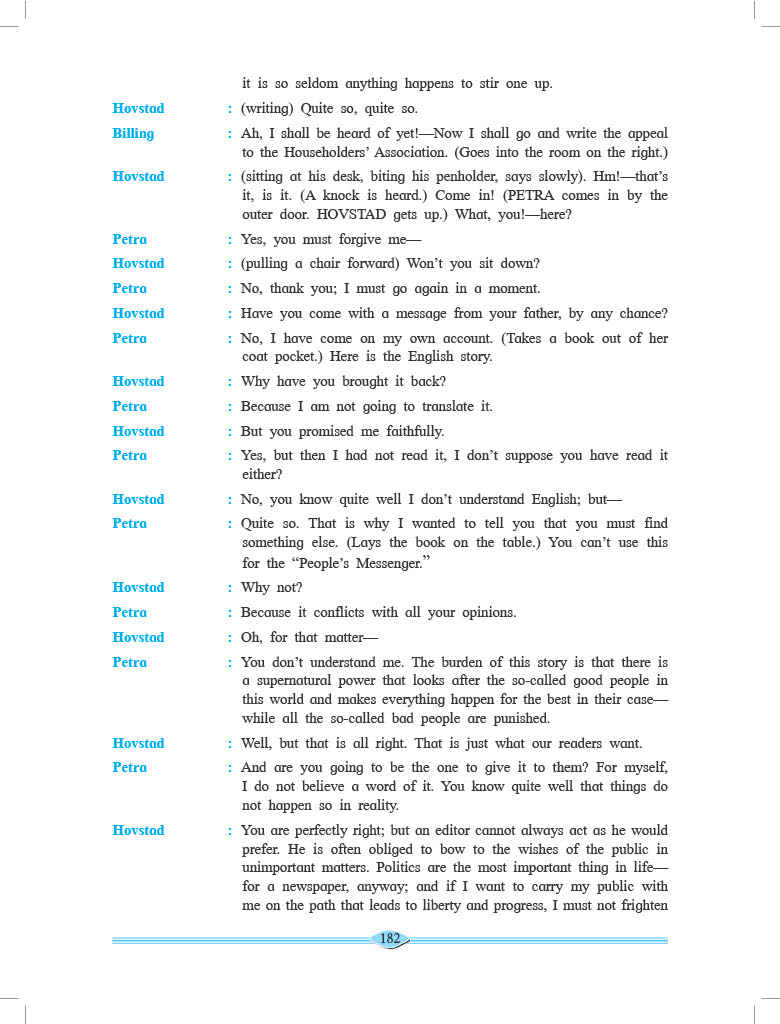 it is so seldom anything happens to stir one up.
Hovstad : (writing) Quite so, quite so.
Billing : Ah, I shall be heard of yet!—Now I shall go and write the appeal
to the Householders’ Association. (Goes into the room on the right.)
Hovstad : (sitting at his desk, biting his penholder, says slowly). Hm!—that’s
it, is it. (A knock is heard.) Come in! (PETRA comes in by the
outer door. HOVSTAD gets up.) What, you!—here?
Petra : Yes, you must forgive me—
Hovstad : (pulling a chair forward) Won’t you sit down?
Petra : No, thank you; I must go again in a moment.
Hovstad : Have you come with a message from your father, by any chance?
Petra : No, I have come on my own account. (Takes a book out of her
coat pocket.) Here is the English story.
Hovstad : Why have you brought it back?
Petra : Because I am not going to translate it.
Hovstad : But you promised me faithfully.
Petra : Yes, but then I had not read it, I don’t suppose you have read it
either?
Hovstad : No, you know quite well I don’t understand English; but—
Petra : Quite so. That is why I wanted to tell you that you must find
something else. (Lays the book on the table.) You can’t use this
for the “People’s Messenger.”
Hovstad : Why not?
Petra : Because it conflicts with all your opinions.
Hovstad : Oh, for that matter—
Petra : You don’t understand me. The burden of this story is that there is
a supernatural power that looks after the so-called good people in
this world and makes everything happen for the best in their case—
while all the so-called bad people are punished.
Hovstad : Well, but that is all right. That is just what our readers want.
Petra : And are you going to be the one to give it to them? For myself,
I do not believe a word of it. You know quite well that things do
not happen so in reality.
Hovstad : You are perfectly right; but an editor cannot always act as he would
prefer. He is often obliged to bow to the wishes of the public in
unimportant matters. Politics are the most important thing in life—
for a newspaper, anyway; and if I want to carry my public with
me on the path that leads to liberty and progress, I must not frighten
182